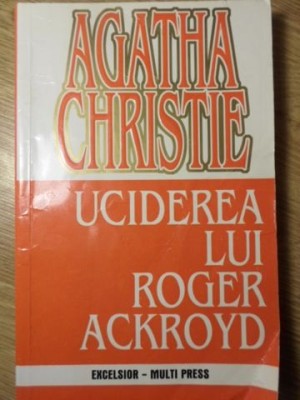 AGATHA
CHRISTIE
UCIDEREA
LUI
ROGER
ACKROYD
EXCELSIOR - MULTI PRESS